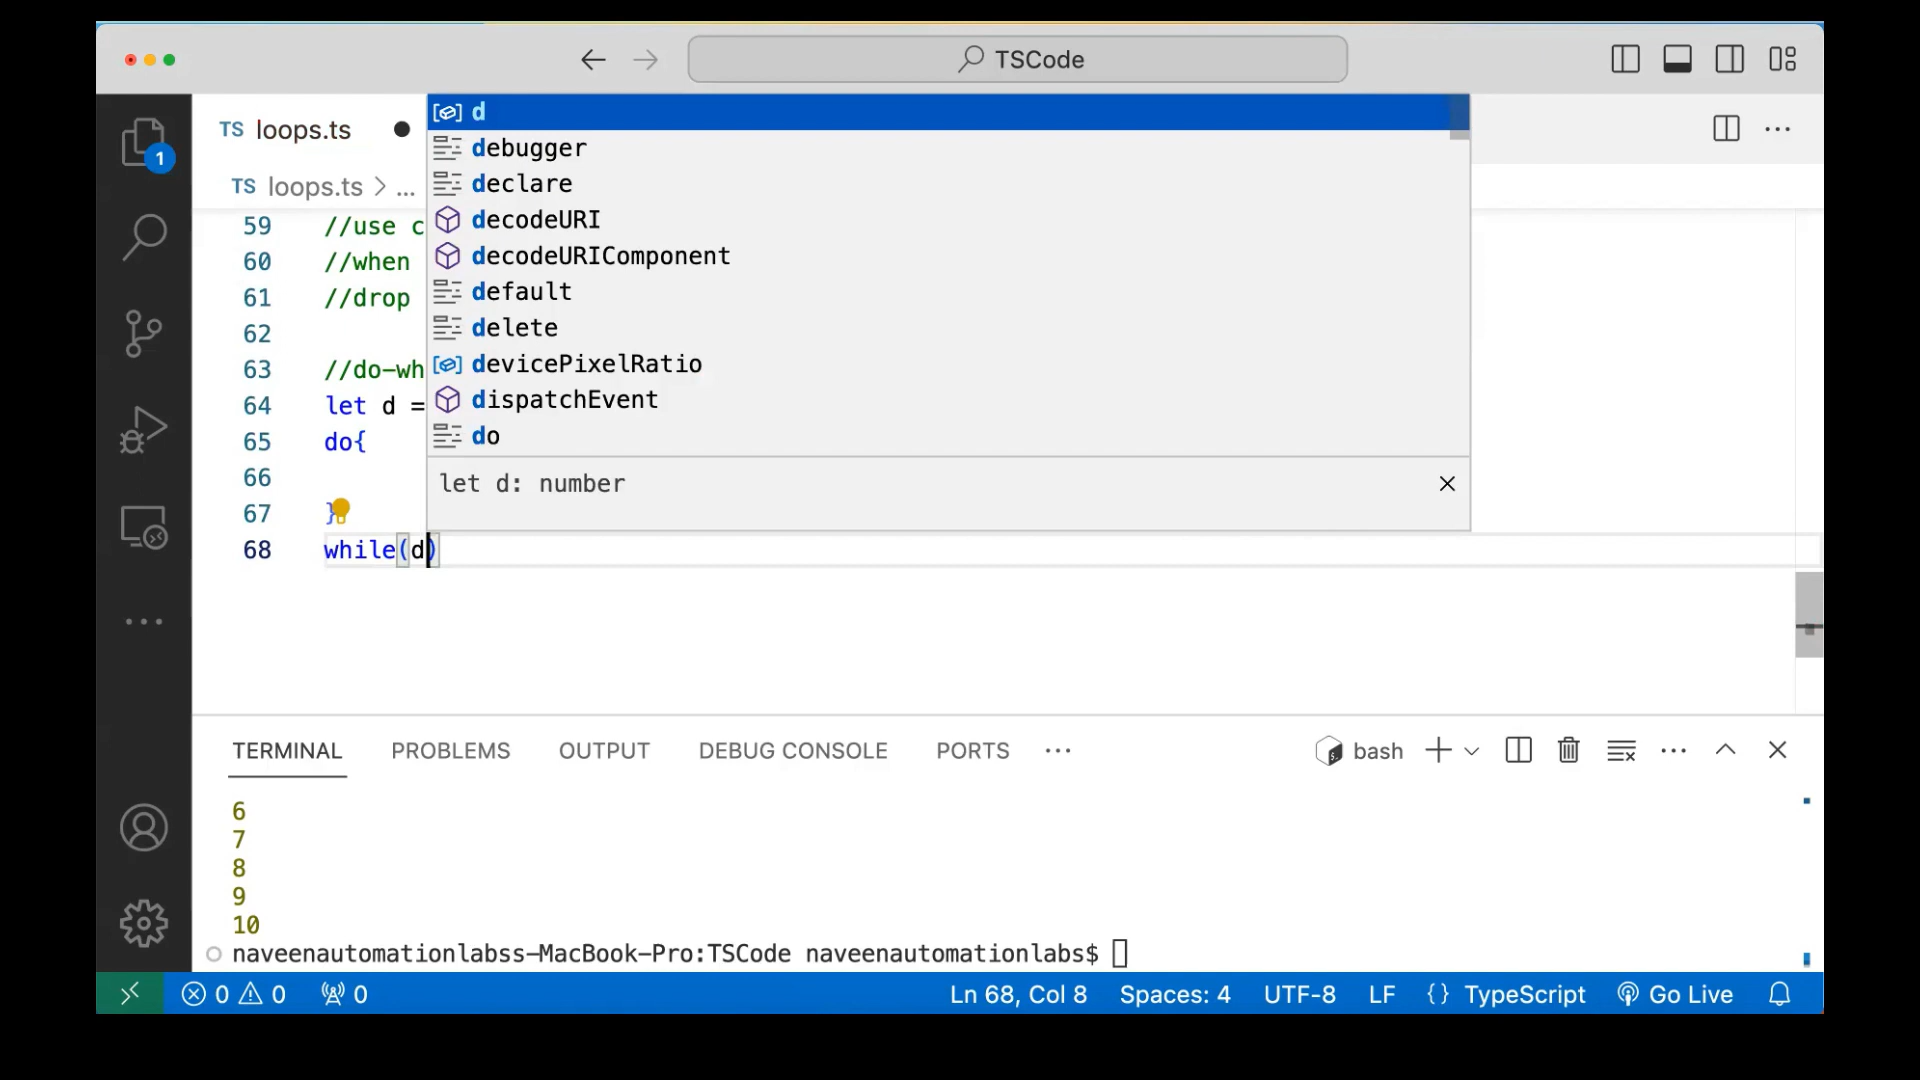 TSCode
TS loops.ts
TS loops.ts > ...
1
d
debugger
declare
decodeURI
decodeURIComponent
default
delete
devicePixelRatio
dispatchEvent
do
let d: number
59 //use c
60 //when
61 //drop
62
63 //do-wh
64 let d =
65 do{
66
67 }
68 while(d)
TERMINAL PROBLEMS OUTPUT DEBUG CONSOLE PORTS ... bash
6
7
8
9
10
naveenautomationlabss-MacBook-Pro:TSCode naveenautomationlabs$
0 0 0 Ln 68, Col 8 Spaces: 4 UTF-8 LF {} TypeScript Go Live